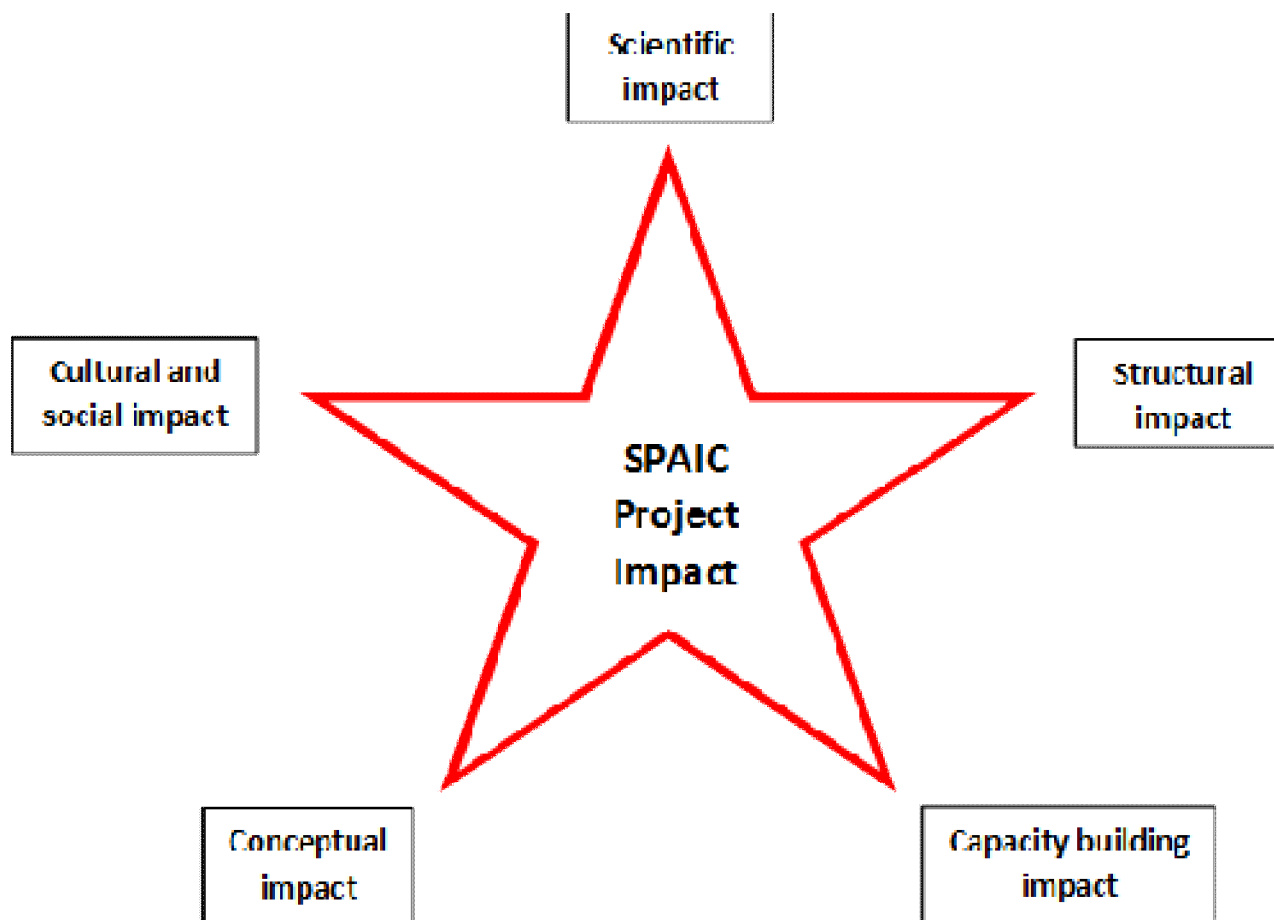 Scientific
impact
Cultural and
social impact
Structural
impact
SPAIC
Project
Impact
Conceptual
impact
Capacity building
impact